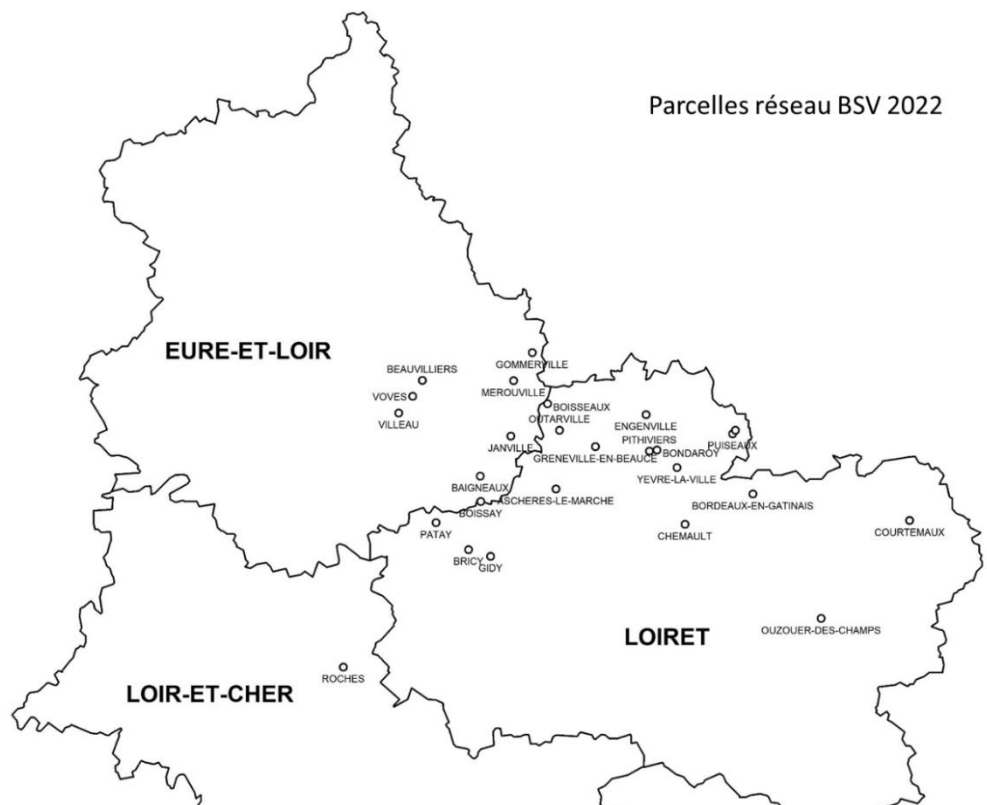 Parcelles réseau BSV 2022
EURE-ET-LOIR
GOMMERVILLE
BEAUVILLIERS
MEROUVILLE
VOVES
BOISSEAUX
VILLEAU
OUTARVILLE
ENGENVILLE
JANVILLE
PITHIVIERS
PUISEAUX
GRENEVILLE-EN-BEAUCE
BONDAROY
YEVRE-LA-VILLE
BAIGNEAUX
ASCHERES-LE-MARCHE
BORDEAUX-EN-GATINAIS
BOISSAY
PATAY
CHEMAULT
COURTEMAUX
BRICY
GIDY
OUZOUER-DES-CHAMPS
LOIRET
ROCHES
LOIR-ET-CHER